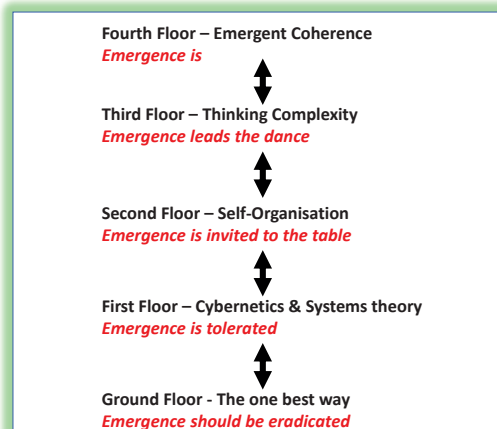 Fourth Floor – Emergent Coherence
Emergence is
Third Floor – Thinking Complexity
Emergence leads the dance
Second Floor – Self-Organisation
Emergence is invited to the table
First Floor – Cybernetics & Systems theory
Emergence is tolerated
Ground Floor - The one best way
Emergence should be eradicated